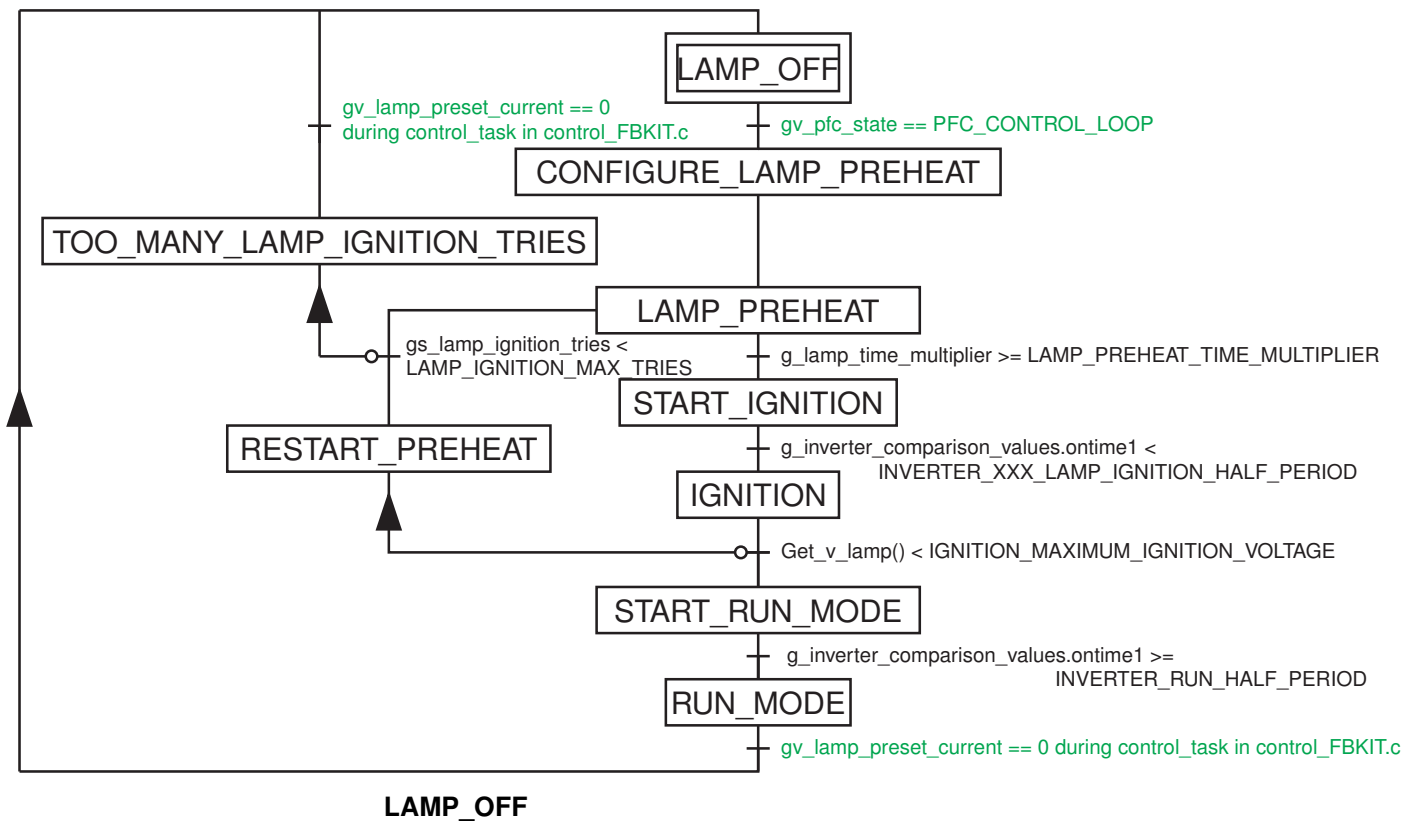 LAMP_OFF
gv_lamp_preset_current == 0
during control_task in control_FBKIT.c
gv_pfc_state == PFC_CONTROL_LOOP
CONFIGURE_LAMP_PREHEAT
TOO_MANY_LAMP_IGNITION_TRIES
LAMP_PREHEAT
gs_lamp_ignition_tries <
LAMP_IGNITION_MAX_TRIES
g_lamp_time_multiplier >= LAMP_PREHEAT_TIME_MULTIPLIER
START_IGNITION
RESTART_PREHEAT
g_inverter_comparison_values.ontime1 <
INVERTER_XXX_LAMP_IGNITION_HALF_PERIOD
IGNITION
Get_v_lamp() < IGNITION_MAXIMUM_IGNITION_VOLTAGE
START_RUN_MODE
g_inverter_comparison_values.ontime1 >=
INVERTER_RUN_HALF_PERIOD
RUN_MODE
gv_lamp_preset_current == 0 during control_task in control_FBKIT.c
LAMP_OFF